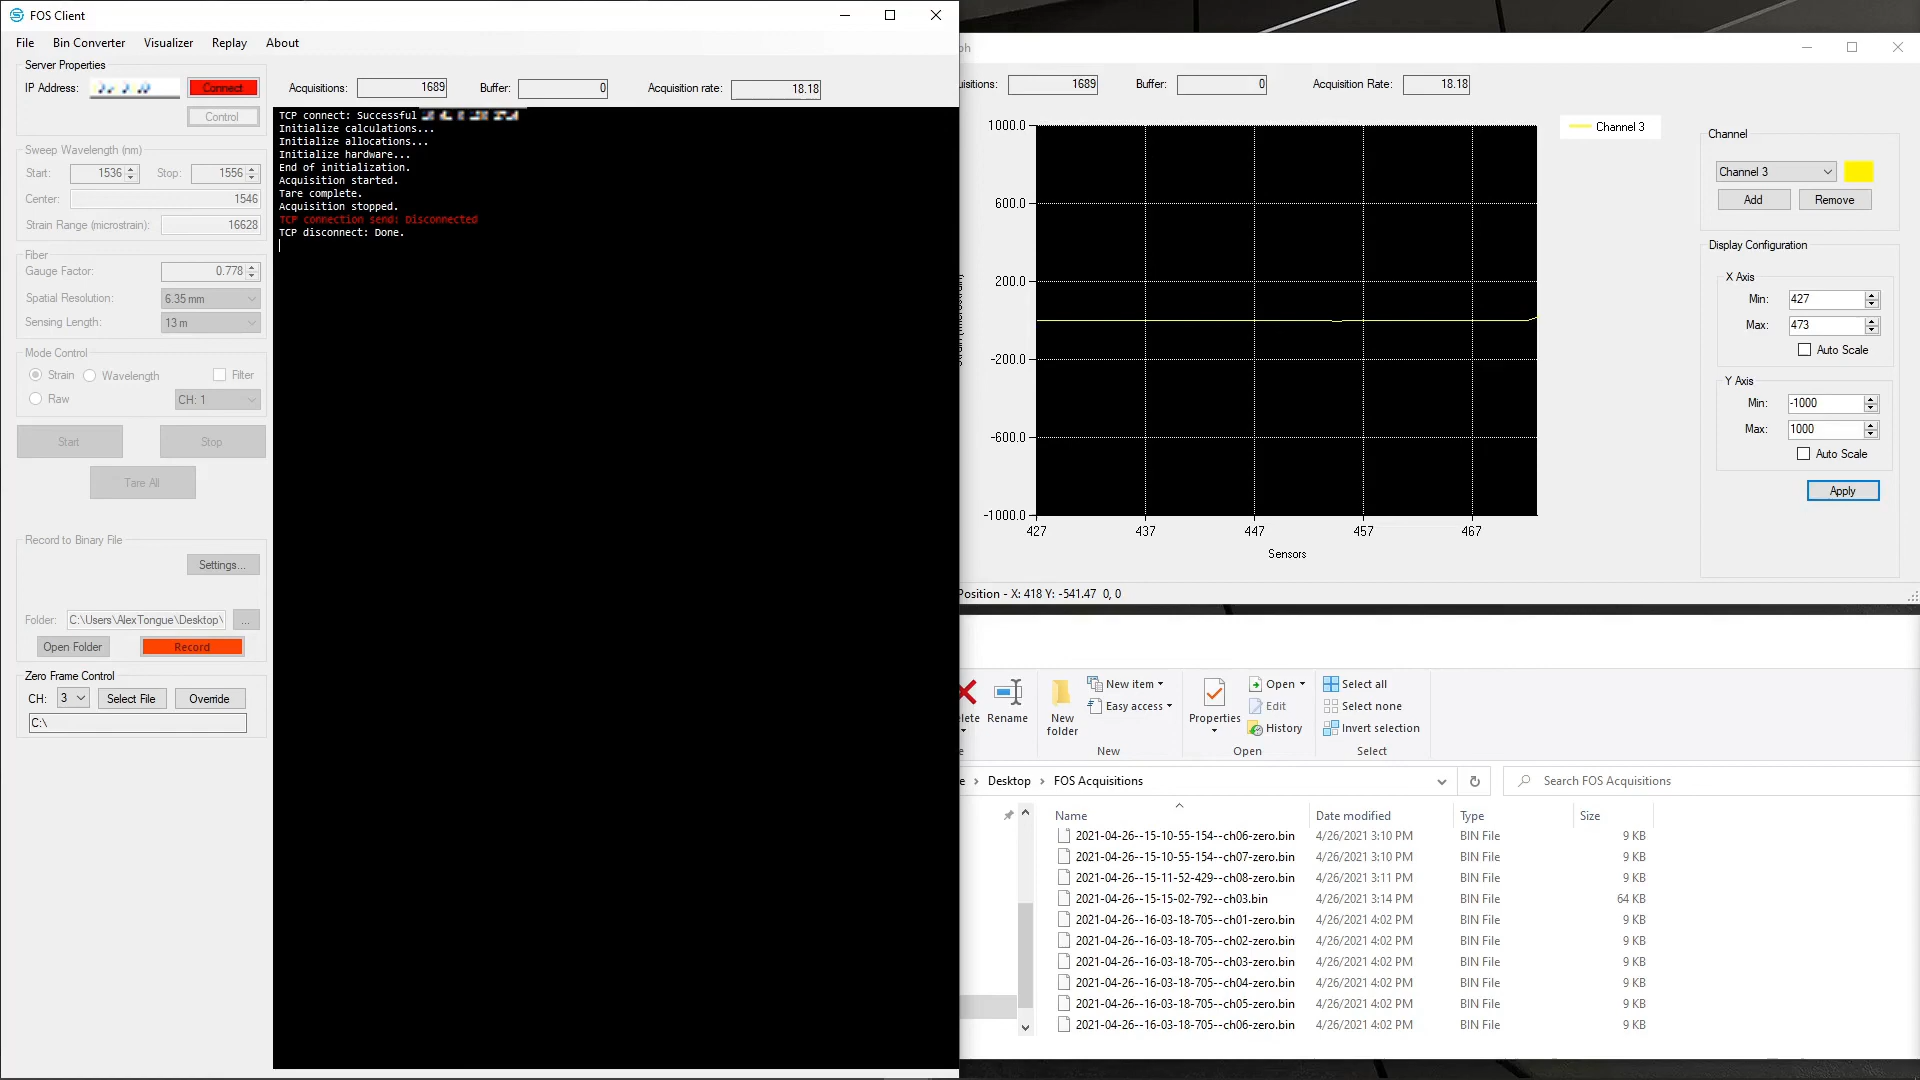 FOS Client
File Bin Converter Visualizer Replay About
Server Properties
IP Address: Connect
Control
Acquisitions: 1689 Buffer: 0 Acquisition rate: 18.18
Sweep Wavelength (nm)
Start: 1536 Stop: 1556
Center: 1546
Strain Range (microstrain): 16628
Fiber
Gauge Factor: 0.778
Spatial Resolution: 6.35 mm
Sensing Length: 13 m
Mode Control
Strain Wavelength Filter
Raw CH: 1
Start Stop
Tare All
Record to Binary File
Settings...
Folder: C:\Users\AlexTongue\Desktop\ ...
Open Folder Record
Zero Frame Control
CH: 3 Select File Override
C:\
TCP connect: Successful
Initialize calculations...
Initialize allocations...
Initialize hardware...
End of initialization.
Acquisition started.
Tare complete.
Acquisition stopped.
TCP connection send: Disconnected
TCP disconnect: Done.
1689 Buffer: 0 Acquisition Rate: 18.18
1000.0
600.0
200.0
-200.0
-600.0
-1000.0
427 437 447 457 467
Sensors
Channel 3
Channel
Channel 3
Add Remove
Display Configuration
X Axis
Min: 427
Max: 473
Auto Scale
Y Axis
Min: -1000
Max: 1000
Auto Scale
Apply
Position - X: 418 Y: -541.47 0, 0
Rename
New folder
New item
Easy access
New
Properties
Open
Edit
History
Open
Select all
Select none
Invert selection
Select
Desktop › FOS Acquisitions
Search FOS Acquisitions
Name Date modified Type Size
2021-04-26--15-10-55-154--ch06-zero.bin 4/26/2021 3:10 PM BIN File 9 KB
2021-04-26--15-10-55-154--ch07-zero.bin 4/26/2021 3:10 PM BIN File 9 KB
2021-04-26--15-11-52-429--ch08-zero.bin 4/26/2021 3:11 PM BIN File 9 KB
2021-04-26--15-15-02-792--ch03.bin 4/26/2021 3:14 PM BIN File 64 KB
2021-04-26--16-03-18-705--ch01-zero.bin 4/26/2021 4:02 PM BIN File 9 KB
2021-04-26--16-03-18-705--ch02-zero.bin 4/26/2021 4:02 PM BIN File 9 KB
2021-04-26--16-03-18-705--ch03-zero.bin 4/26/2021 4:02 PM BIN File 9 KB
2021-04-26--16-03-18-705--ch04-zero.bin 4/26/2021 4:02 PM BIN File 9 KB
2021-04-26--16-03-18-705--ch05-zero.bin 4/26/2021 4:02 PM BIN File 9 KB
2021-04-26--16-03-18-705--ch06-zero.bin 4/26/2021 4:02 PM BIN File 9 KB